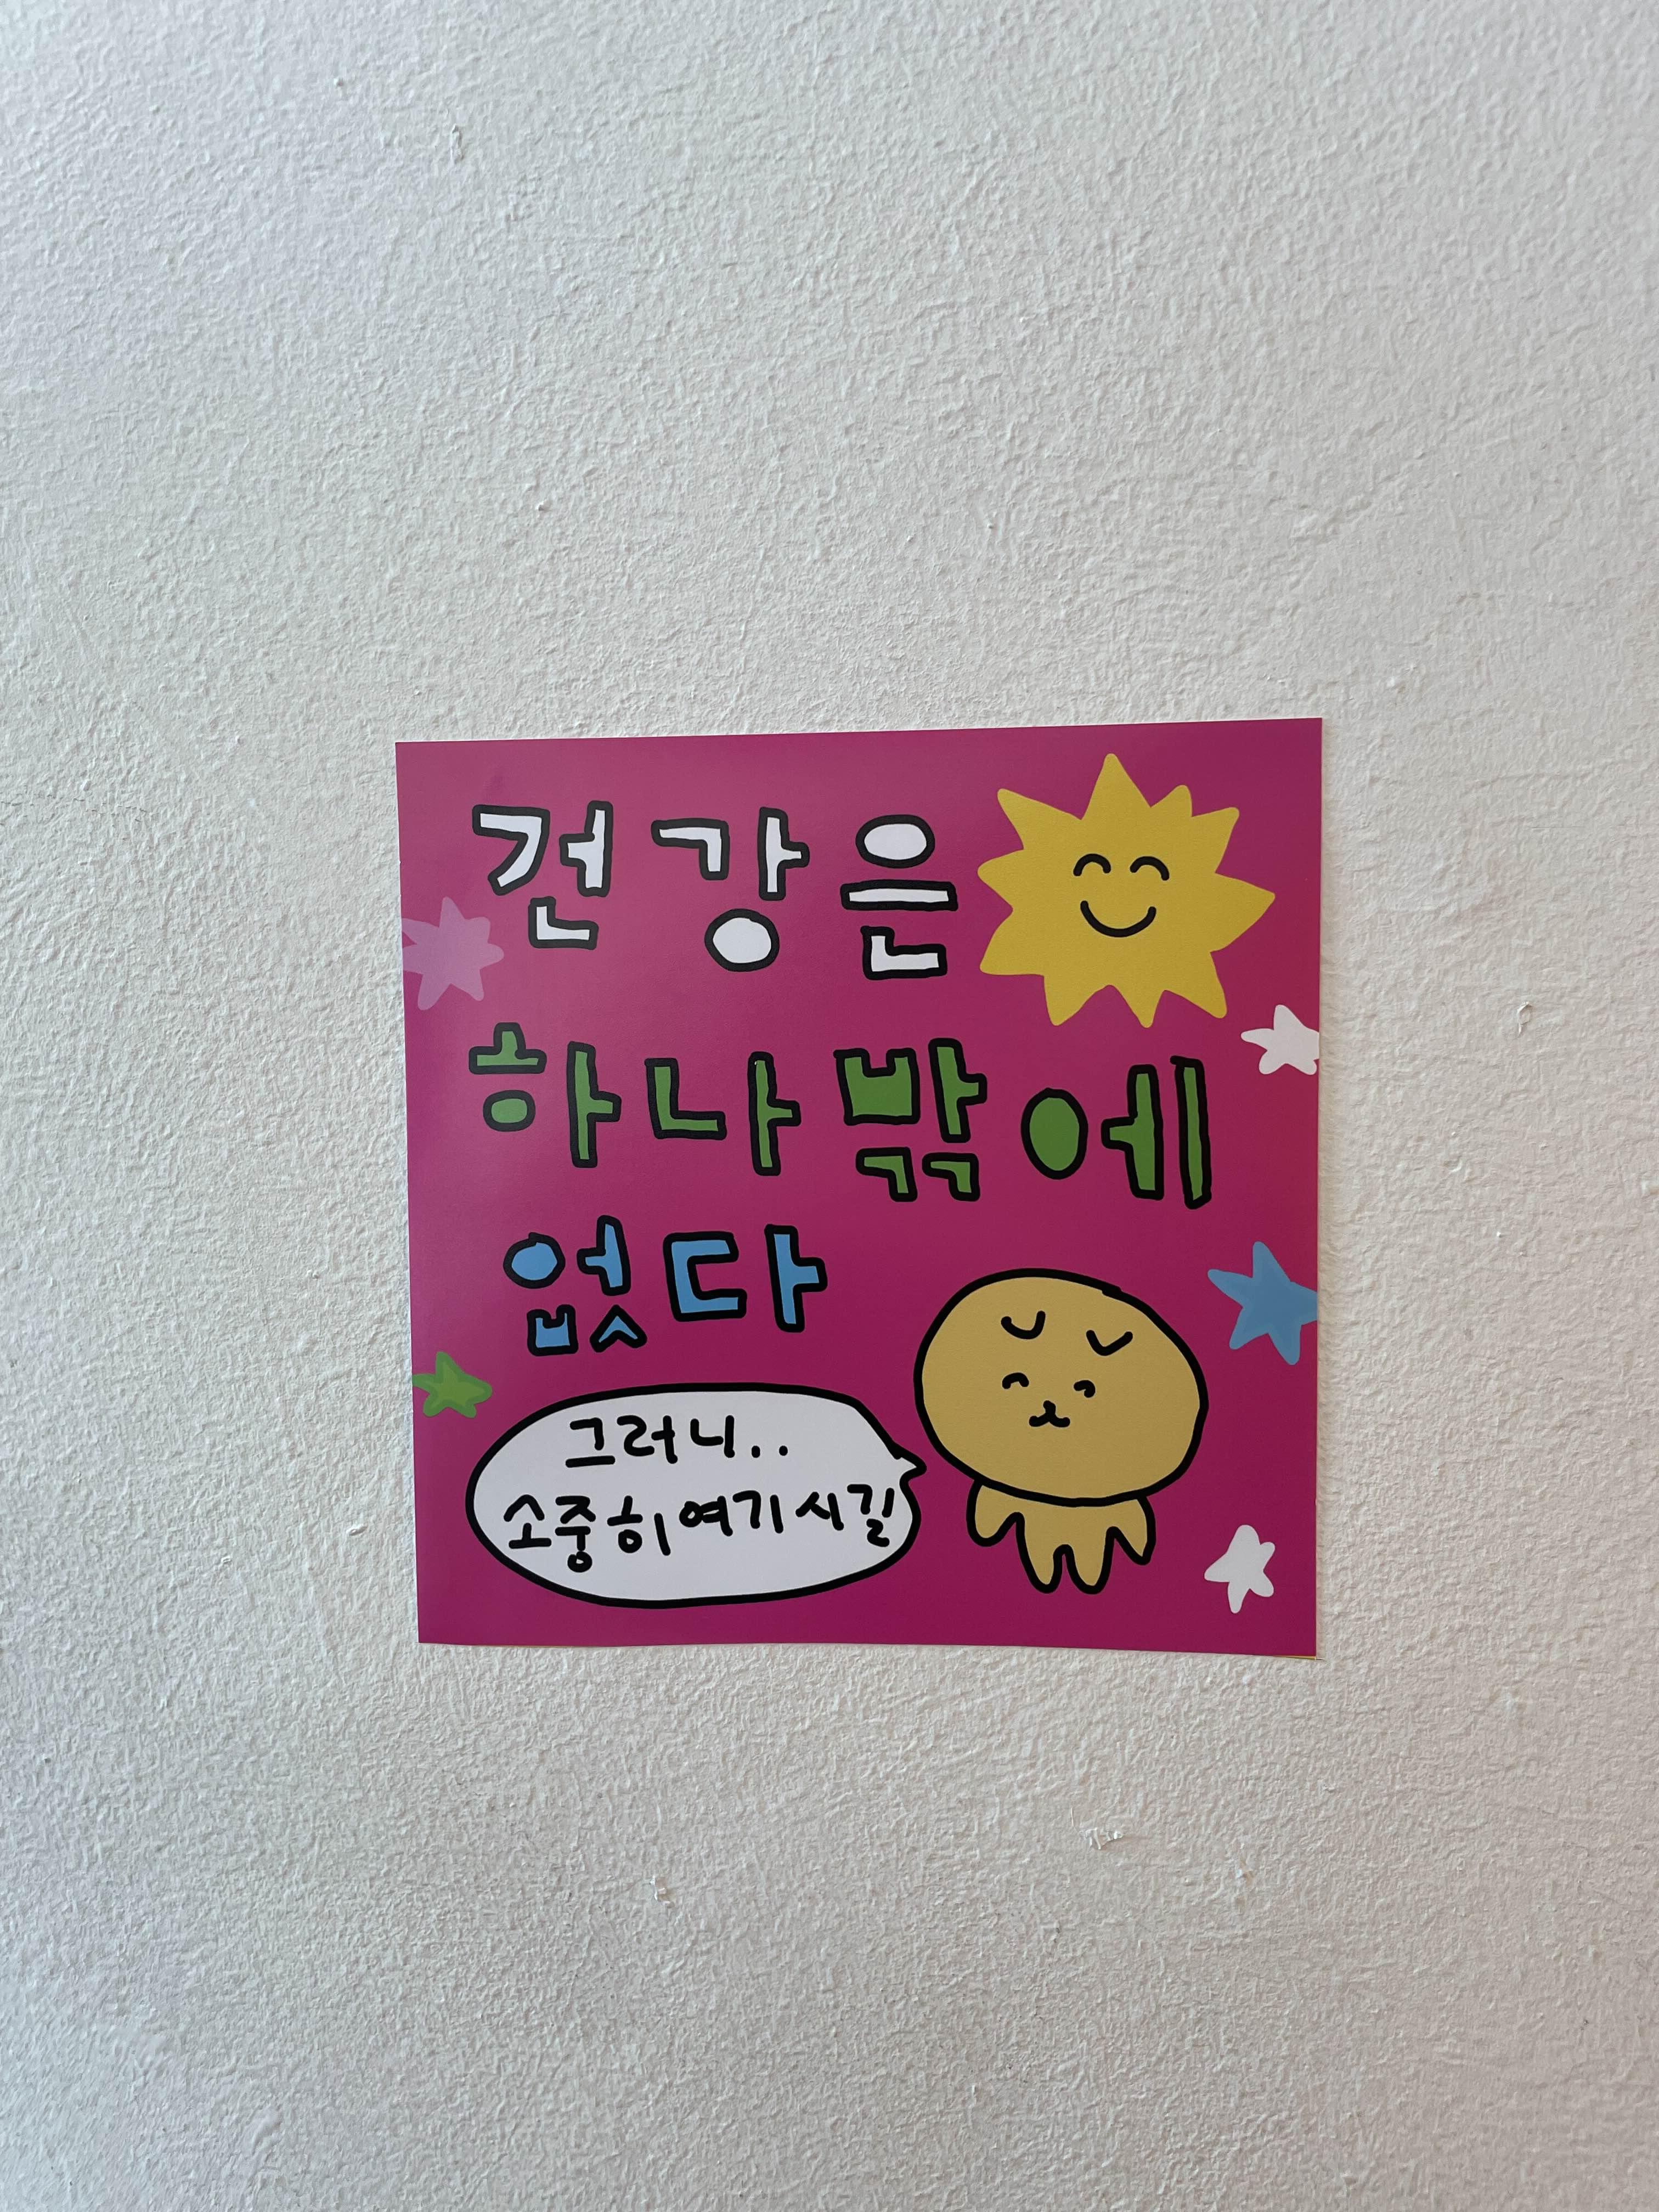 건강은
하나밖에
없다
그러니..
소중히 여기시길